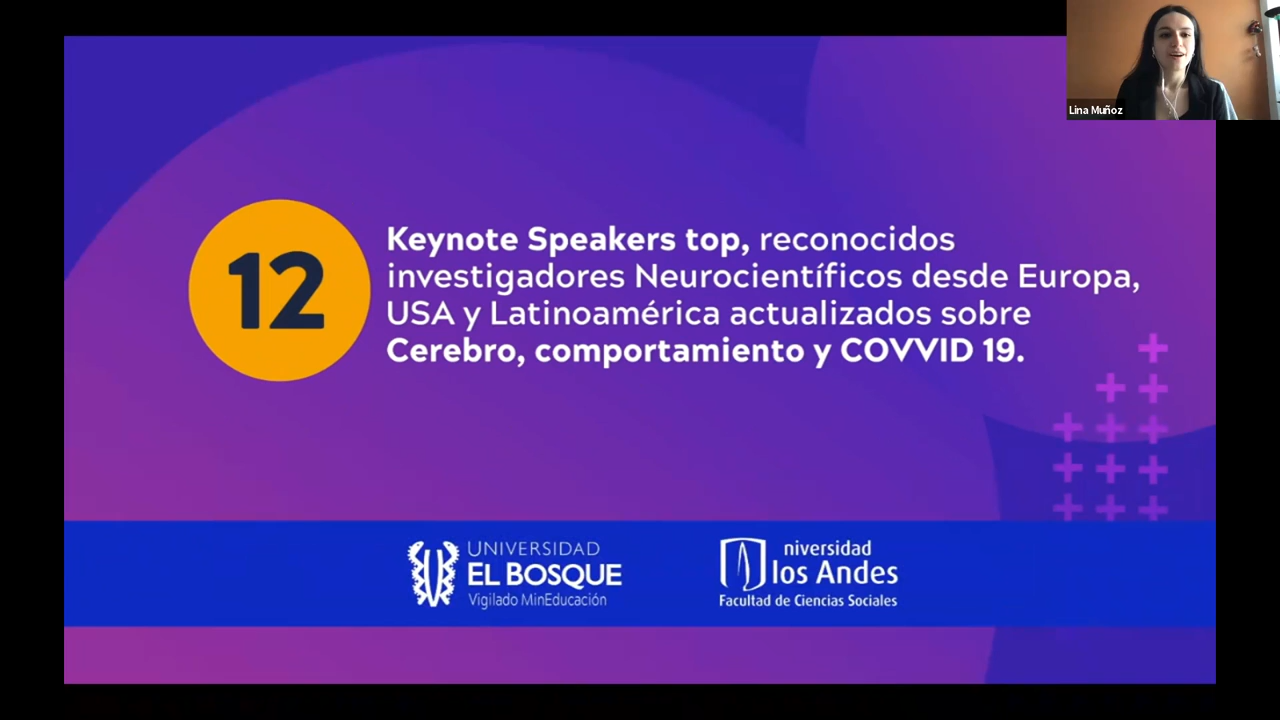 Lina Muñoz
12
Keynote Speakers top, reconocidos
investigadores Neurocientíficos desde Europa,
USA y Latinoamérica actualizados sobre
Cerebro, comportamiento y COVVID 19.
UNIVERSIDAD
EL BOSQUE
Vigilado MinEducación
niversidad
los Andes
Facultad de Ciencias Sociales